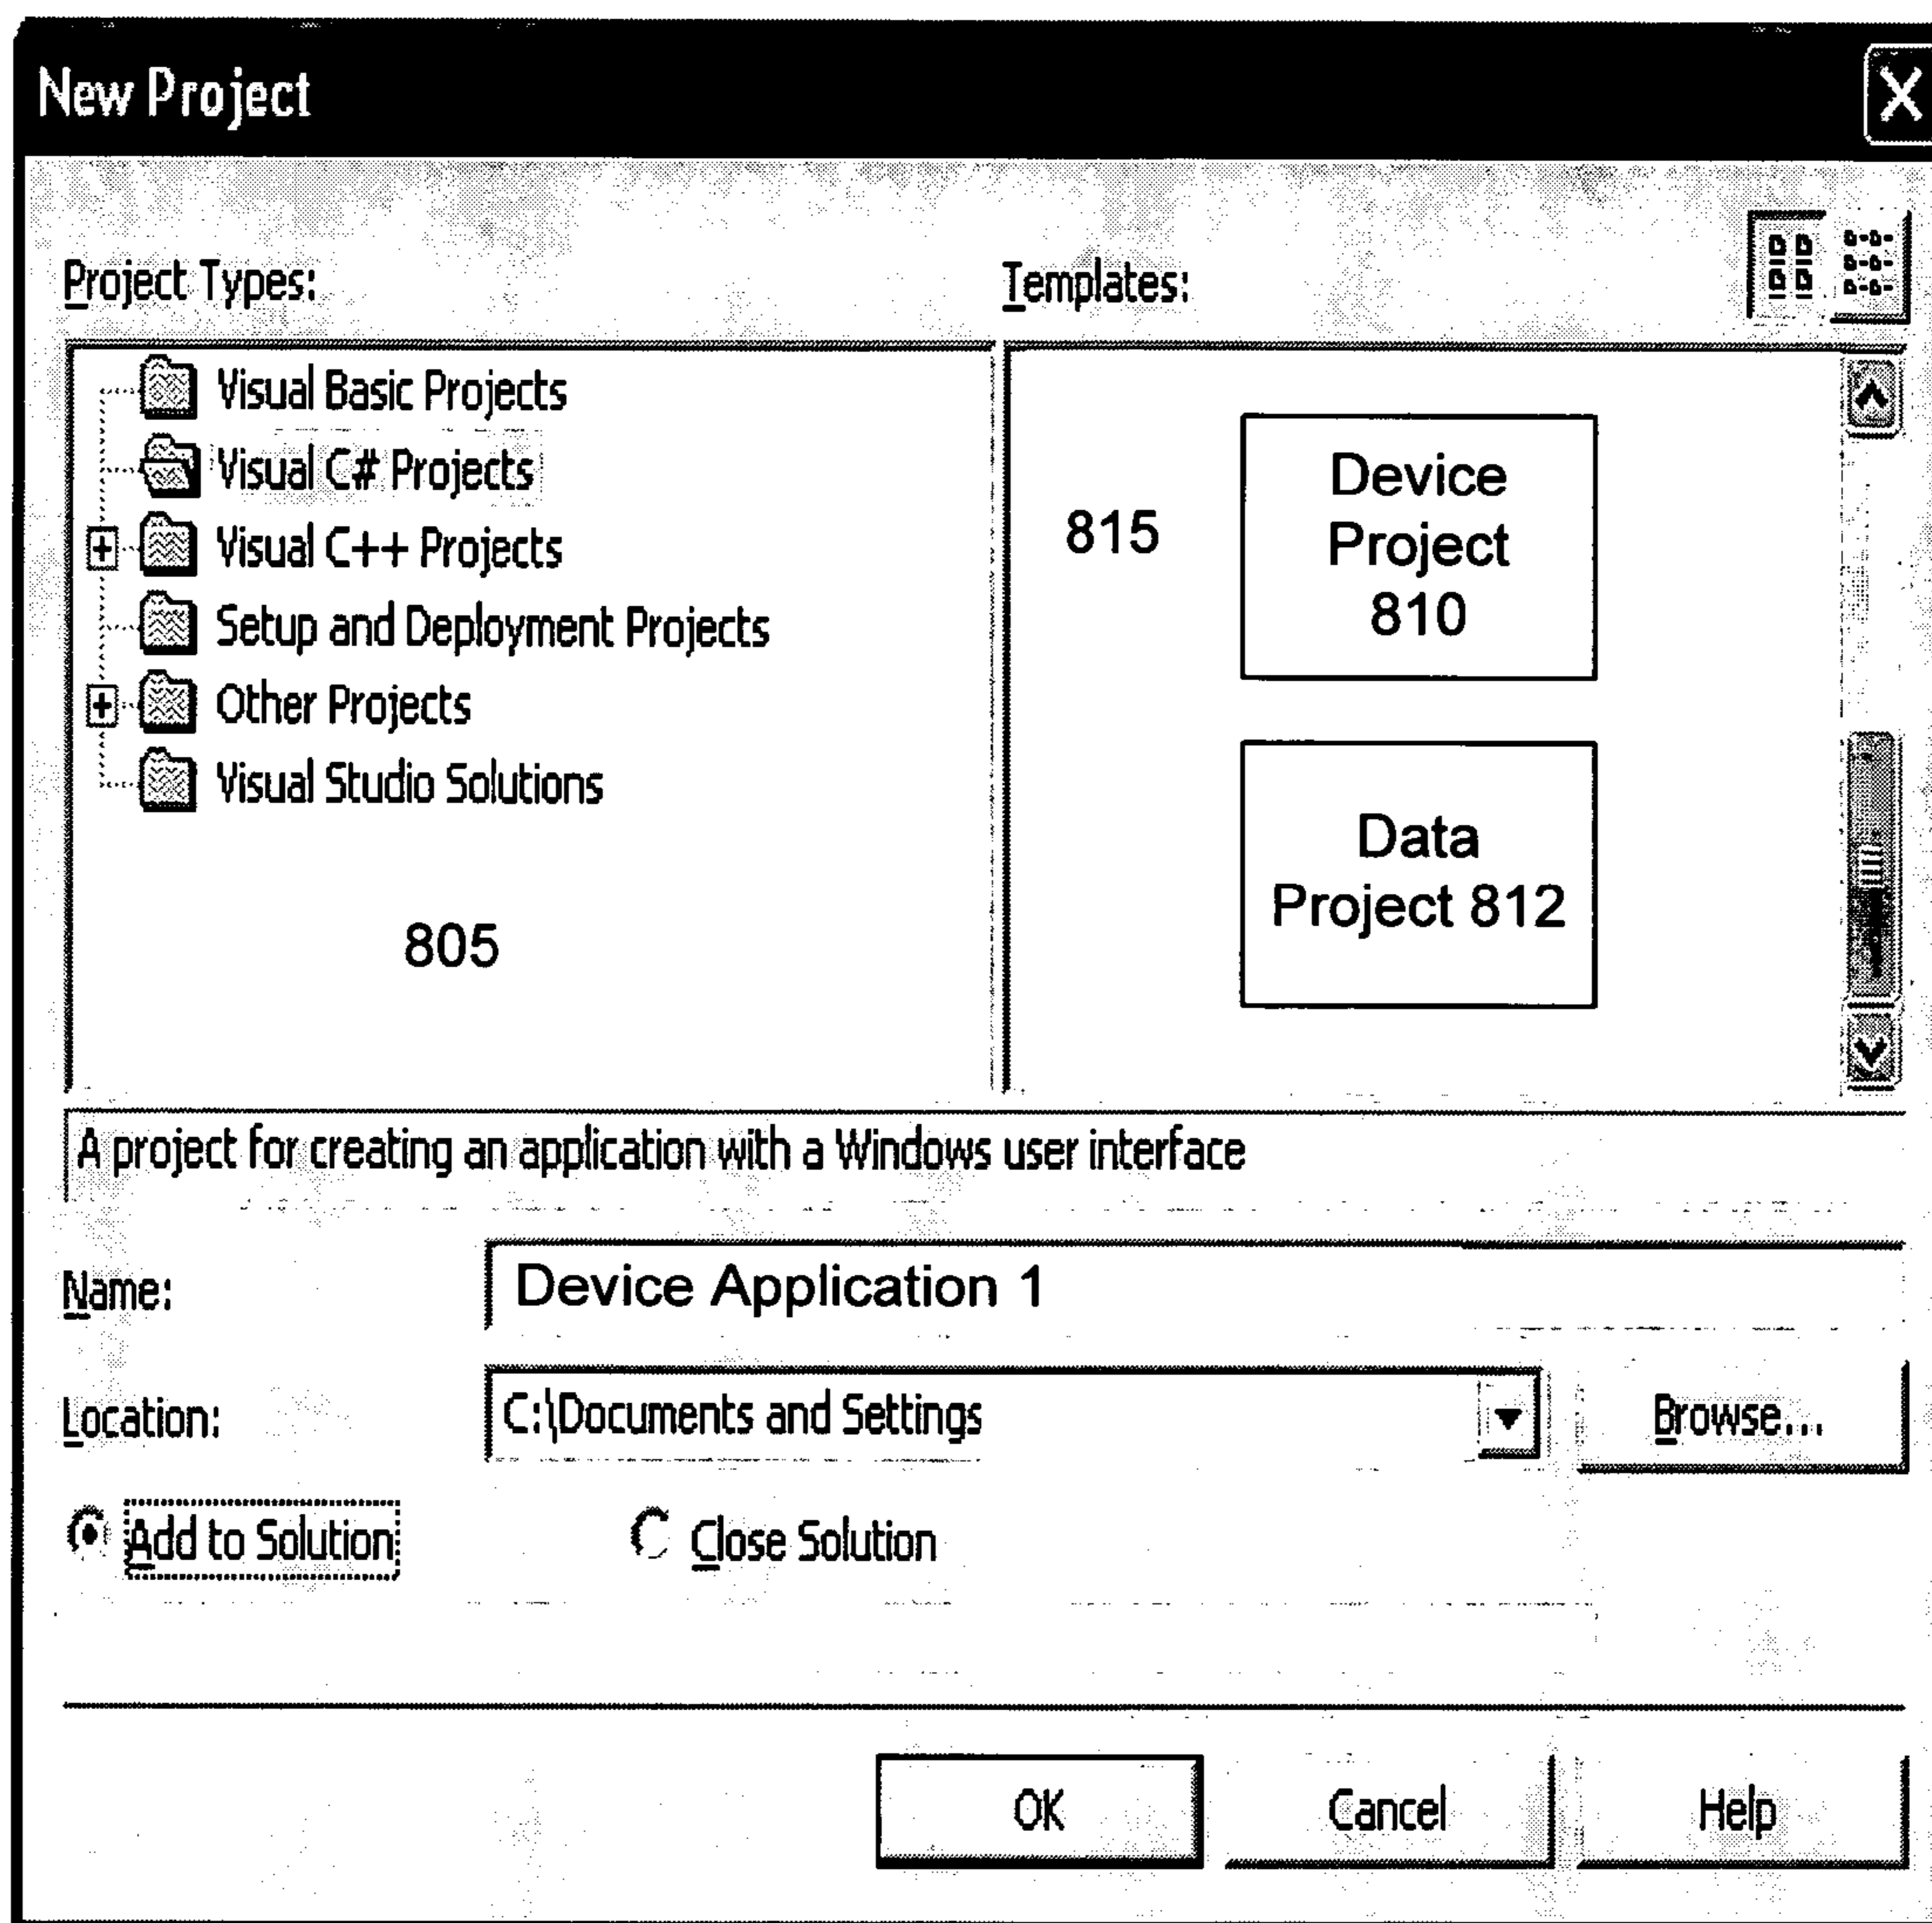 New Project
Project Types:
Templates:
Visual Basic Projects
Visual C# Projects
Visual C++ Projects
Setup and Deployment Projects
Other Projects
Visual Studio Solutions
805
815
Device
Project
810
Data
Project 812
A project for creating an application with a Windows user interface
Name:
Device Application 1
Location:
C:\Documents and Settings
Browse...
Add to Solution
Close Solution
OK
Cancel
Help